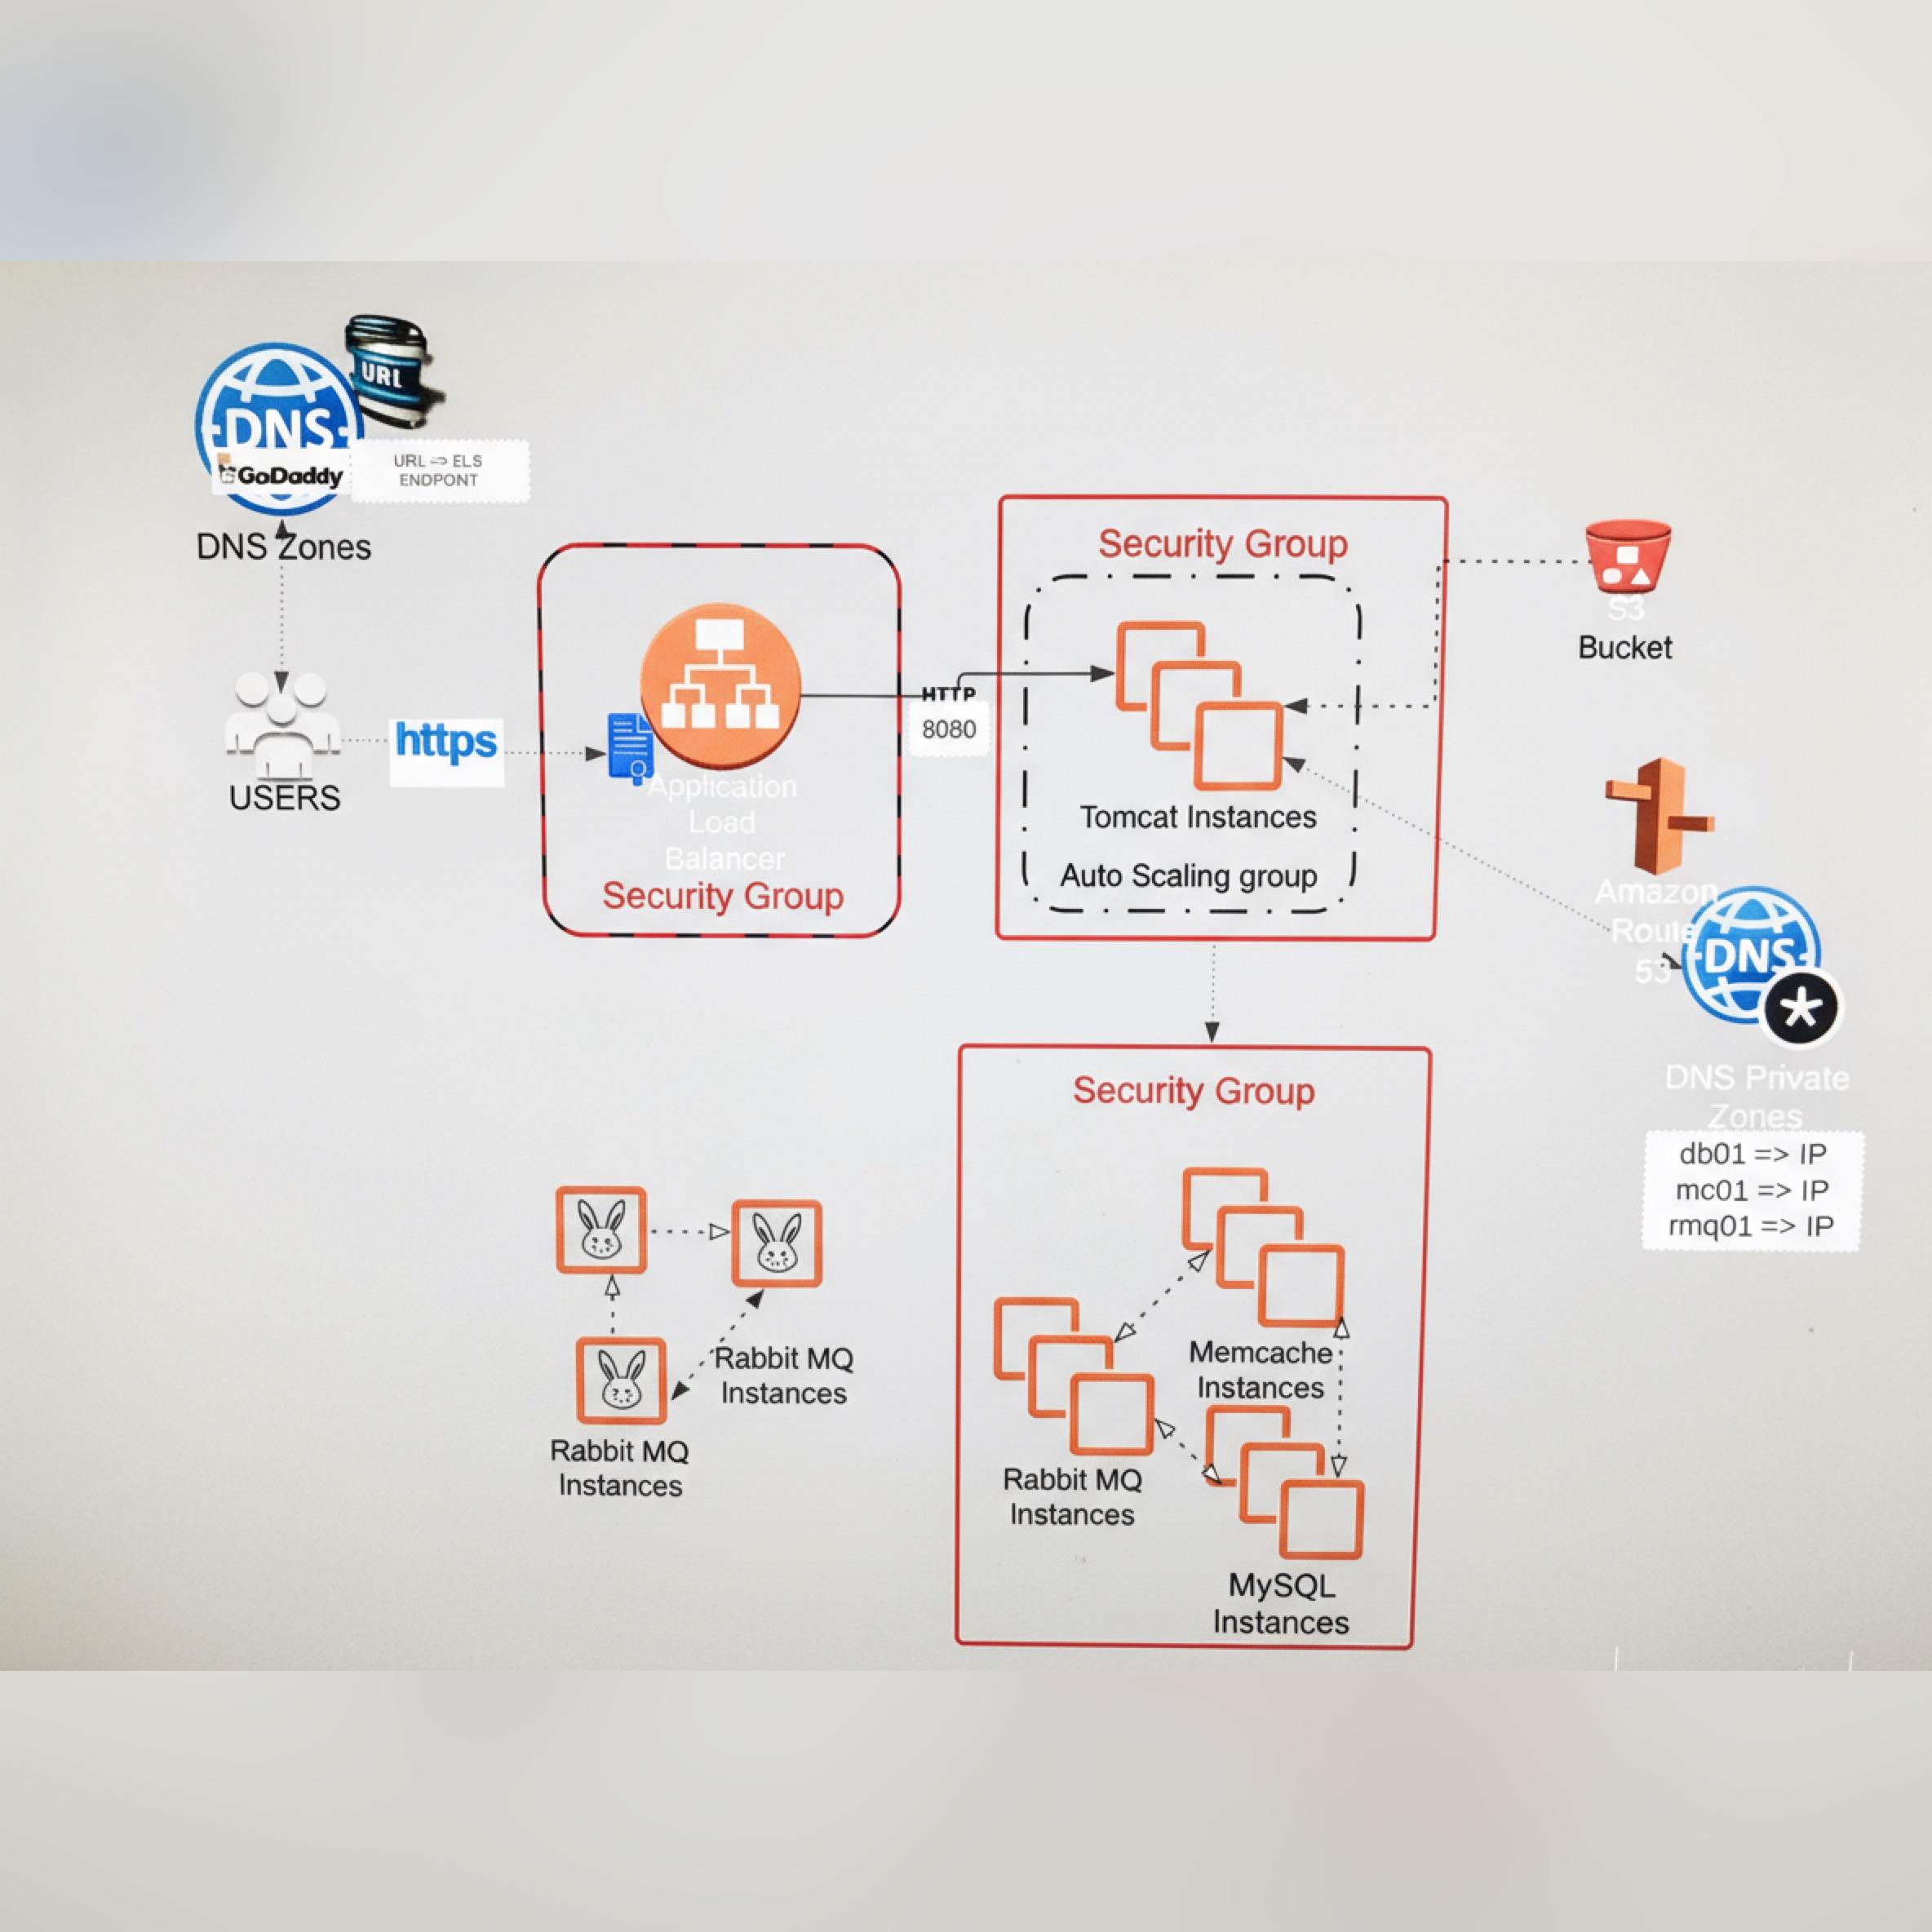 URL
DNS
GoDaddy
URL ⇒ ELS
ENDPONT
DNS Zones
https
USERS
Application
Load
Balancer
Security Group
HTTP
8080
Security Group
Tomcat Instances
Auto Scaling group
S3
Bucket
Amazon
Route
53
DNS
DNS Private
Zones
db01 => IP
mc01 => IP
rmq01 => IP
Security Group
Memcache
Instances
Rabbit MQ
Instances
MySQL
Instances
Rabbit MQ
Instances
Rabbit MQ
Instances